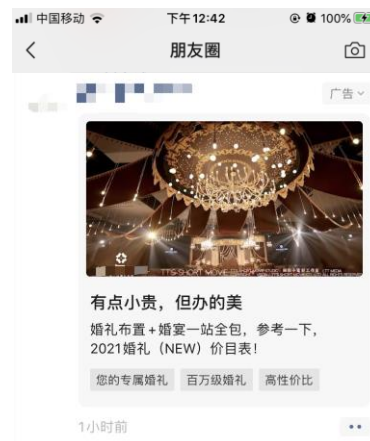 中国移动 下午12:42 100%
朋友圈
广告
TTS-SHORT MOVIE
有点小贵，但办的美
婚礼布置+婚宴一站全包，参考一下，
2021婚礼（NEW）价目表！
您的专属婚礼 百万级婚礼 高性价比
1小时前